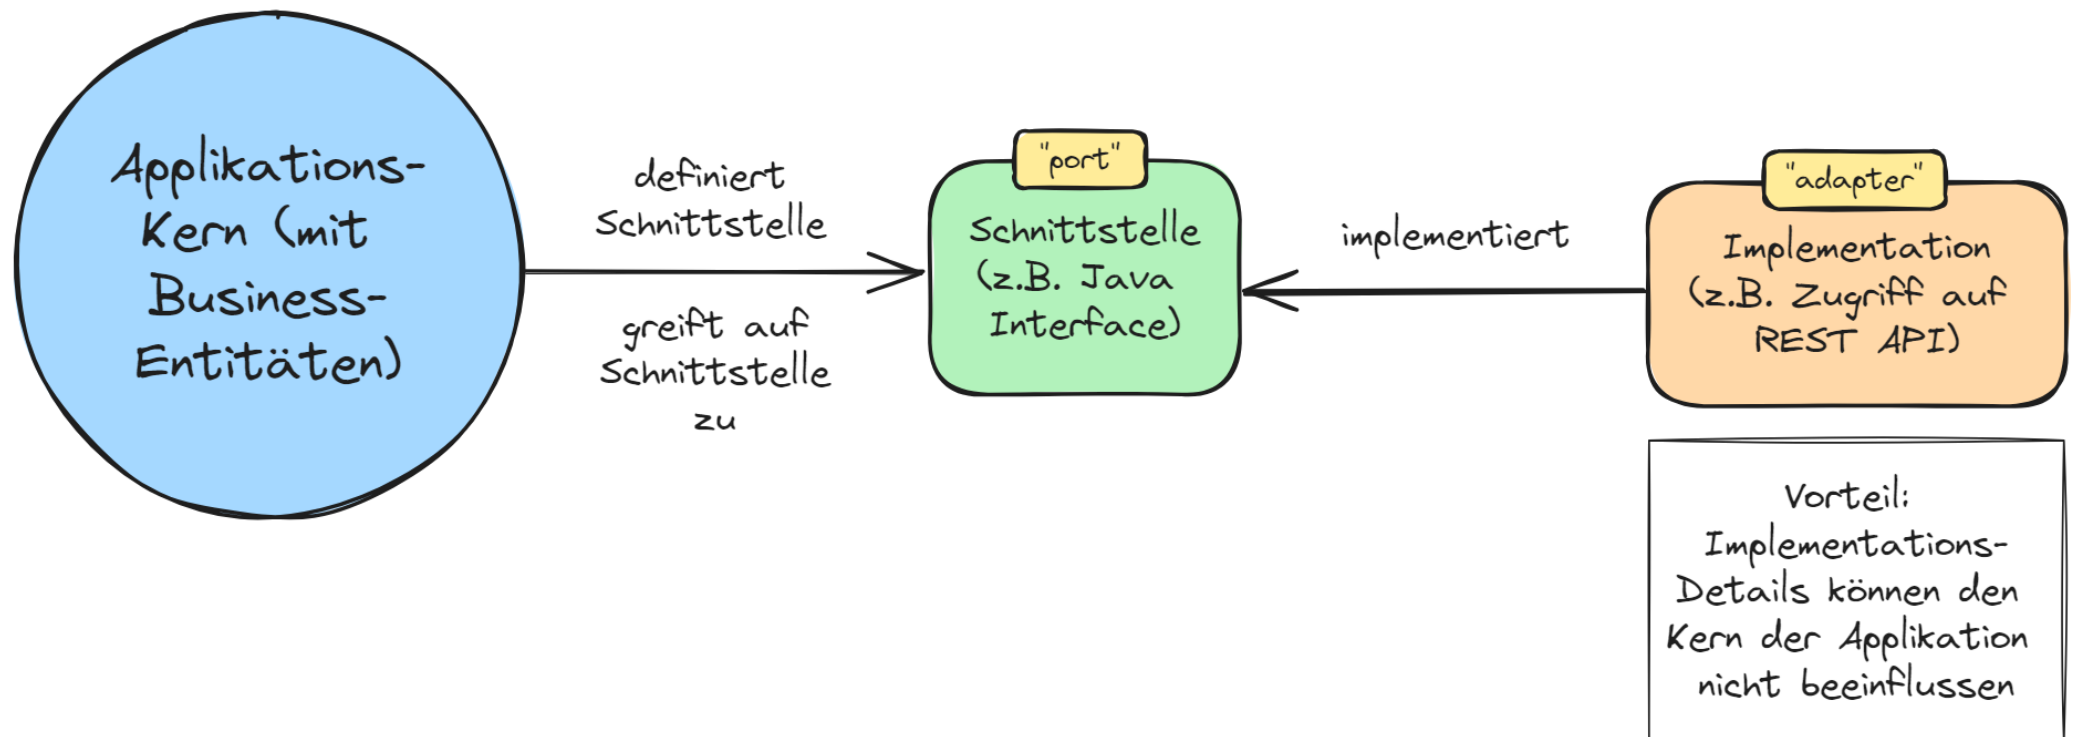 Applikations-
Kern (mit
Business-
Entitäten)
definiert
Schnittstelle
greift auf
Schnittstelle
zu
"port"
Schnittstelle
(z.B. Java
Interface)
implementiert
"adapter"
Implementation
(z.B. Zugriff auf
REST API)
Vorteil:
Implementations-
Details können den
Kern der Applikation
nicht beeinflussen